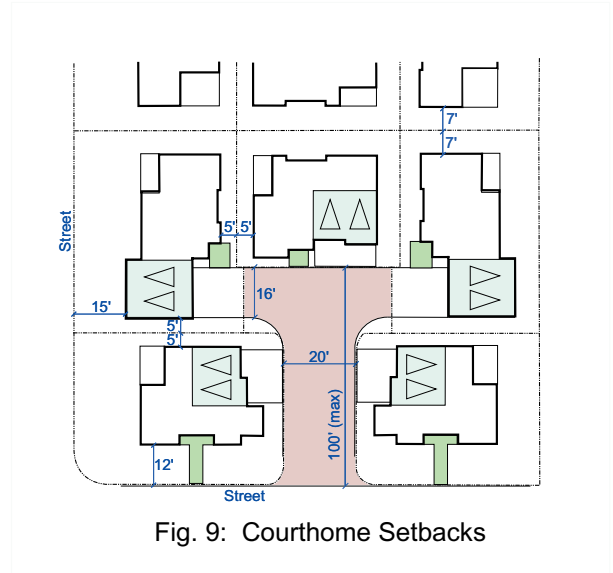 7'
7'
Street
5' 5'
15'
16'
5'
5'
20'
100' (max)
12'
Street
Fig. 9: Courthome Setbacks